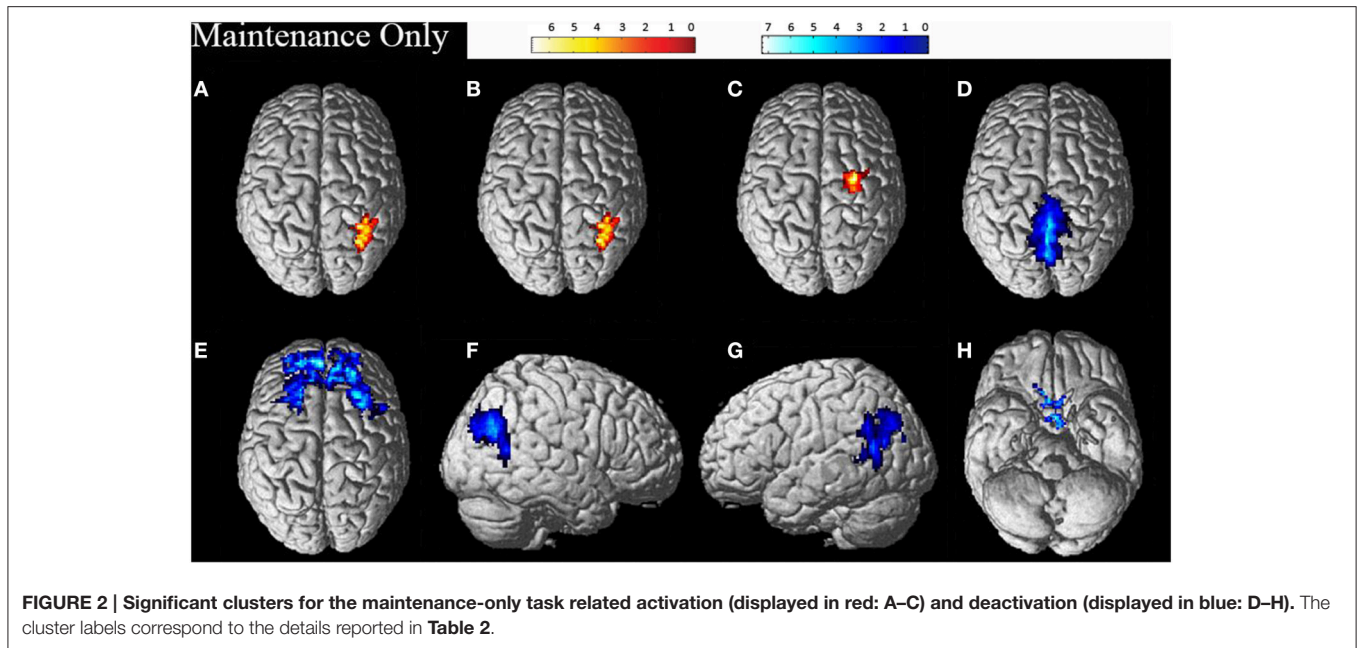 Maintenance Only
6 5 4 3 2 1 0
7 6 5 4 3 2 1 0
A B C D
E F G H
FIGURE 2 | Significant clusters for the maintenance-only task related activation (displayed in red: A–C) and deactivation (displayed in blue: D–H). The
cluster labels correspond to the details reported in Table 2.